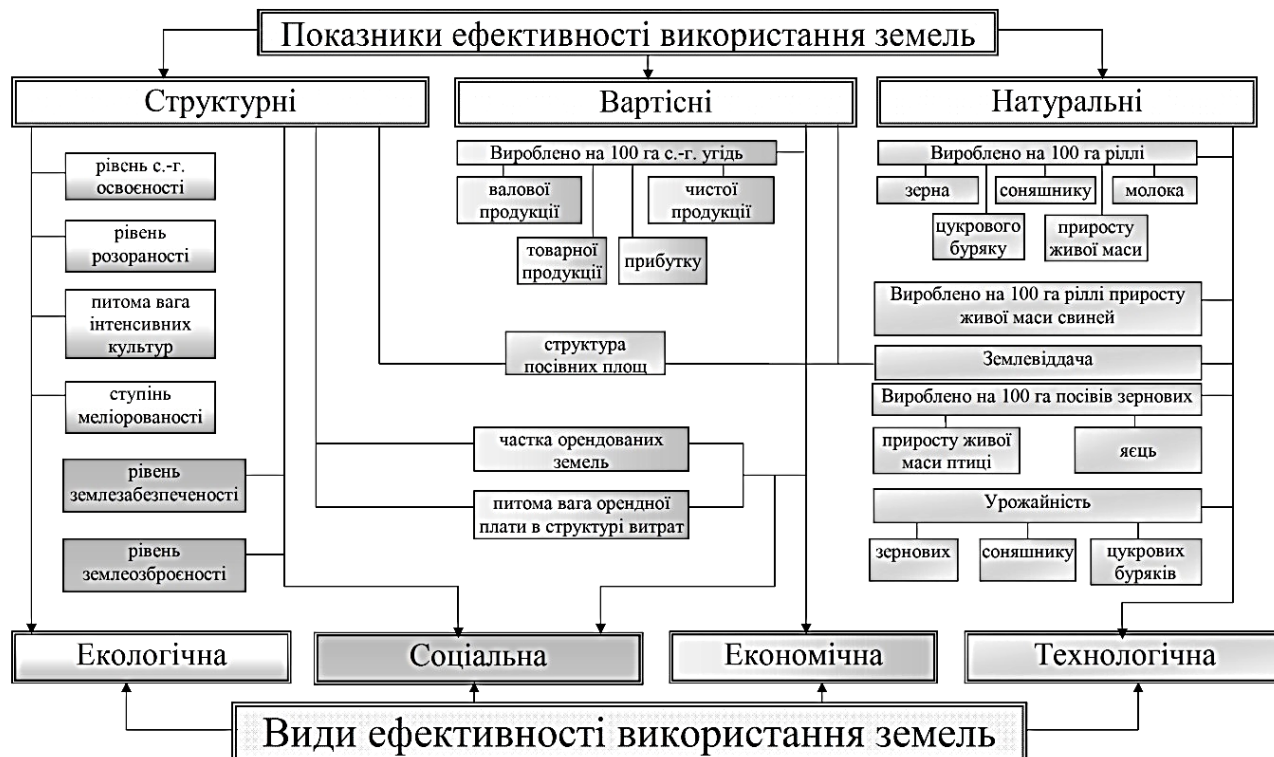 Показники ефективності використання земель
Структурні
Вартісні
Натуральні
рівень с.-г.
освоєності
рівень
розораності
питома вага
інтенсивних
культур
ступінь
меліорованості
рівень
землезабезпеченості
рівень
землеозброєності
Вироблено на 100 га с.-г. угідь
валової
продукції
чистої
продукції
товарної
продукції
прибутку
структура
посівних площ
частка орендованих
земель
питома вага орендної
плати в структурі витрат
Вироблено на 100 га ріллі
зерна
соняшнику
молока
цукрового
буряку
приросту
живої маси
Вироблено на 100 га ріллі приросту
живої маси свиней
Землевіддача
Вироблено на 100 га посівів зернових
приросту живої
маси птиці
яєць
Урожайність
зернових
соняшнику
цукрових
буряків
Екологічна
Соціальна
Економічна
Технологічна
Види ефективності використання земель